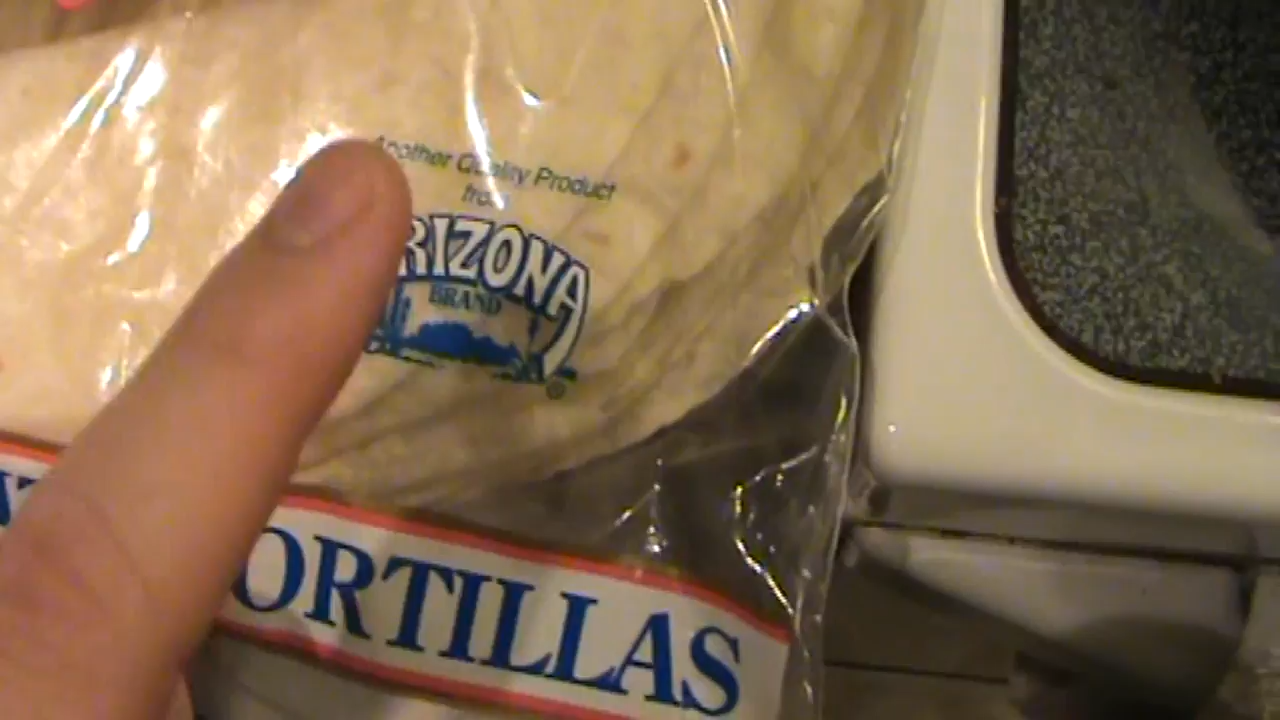 Another Quality Product
from
RIZONA
BRAND
®
ORTILLAS